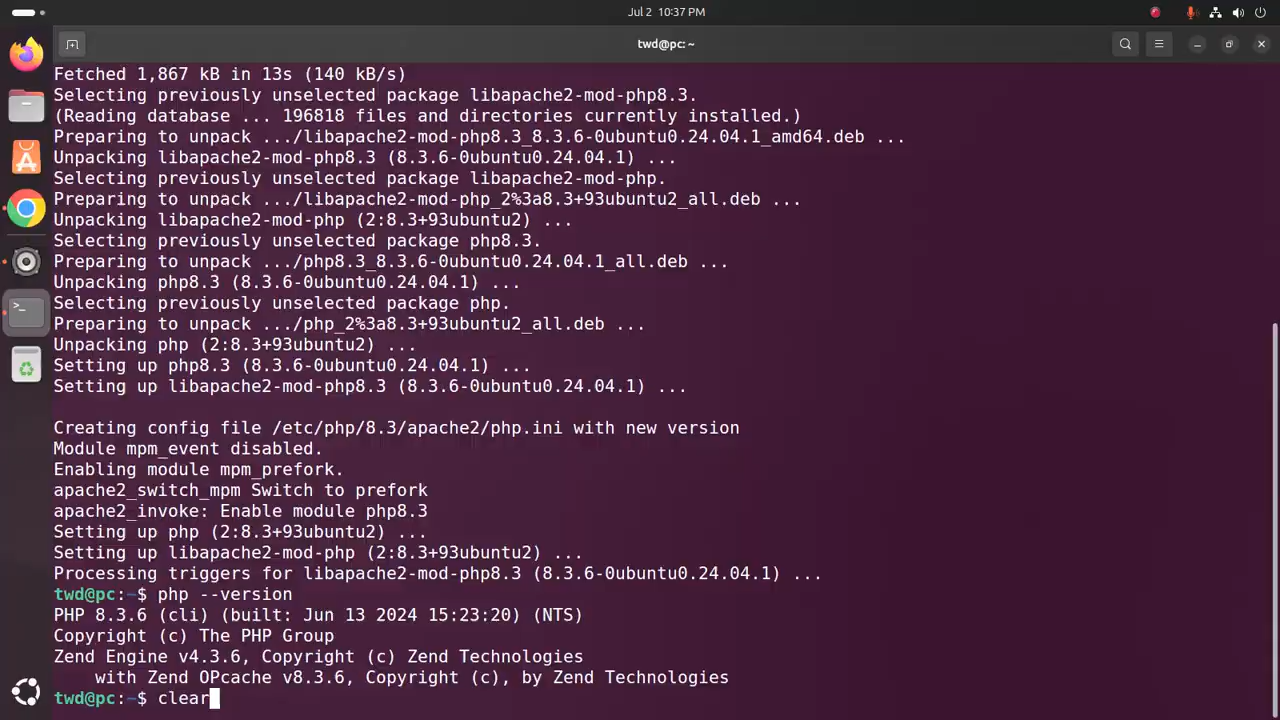 Jul 2 10:37 PM
twd@pc: ~
Fetched 1,867 kB in 13s (140 kB/s)
Selecting previously unselected package libapache2-mod-php8.3.
(Reading database ... 196818 files and directories currently installed.)
Preparing to unpack .../libapache2-mod-php8.3_8.3.6-0ubuntu0.24.04.1_amd64.deb ...
Unpacking libapache2-mod-php8.3 (8.3.6-0ubuntu0.24.04.1) ...
Selecting previously unselected package libapache2-mod-php.
Preparing to unpack .../libapache2-mod-php_2%3a8.3+93ubuntu2_all.deb ...
Unpacking libapache2-mod-php (2:8.3+93ubuntu2) ...
Selecting previously unselected package php8.3.
Preparing to unpack .../php8.3_8.3.6-0ubuntu0.24.04.1_all.deb ...
Unpacking php8.3 (8.3.6-0ubuntu0.24.04.1) ...
Selecting previously unselected package php.
Preparing to unpack .../php_2%3a8.3+93ubuntu2_all.deb ...
Unpacking php (2:8.3+93ubuntu2) ...
Setting up php8.3 (8.3.6-0ubuntu0.24.04.1) ...
Setting up libapache2-mod-php8.3 (8.3.6-0ubuntu0.24.04.1) ...
Creating config file /etc/php/8.3/apache2/php.ini with new version
Module mpm_event disabled.
Enabling module mpm_prefork.
apache2_switch_mpm Switch to prefork
apache2_invoke: Enable module php8.3
Setting up php (2:8.3+93ubuntu2) ...
Setting up libapache2-mod-php (2:8.3+93ubuntu2) ...
Processing triggers for libapache2-mod-php8.3 (8.3.6-0ubuntu0.24.04.1) ...
twd@pc:~$ php --version
PHP 8.3.6 (cli) (built: Jun 13 2024 15:23:20) (NTS)
Copyright (c) The PHP Group
Zend Engine v4.3.6, Copyright (c) Zend Technologies
    with Zend OPcache v8.3.6, Copyright (c), by Zend Technologies
twd@pc:~$ clear